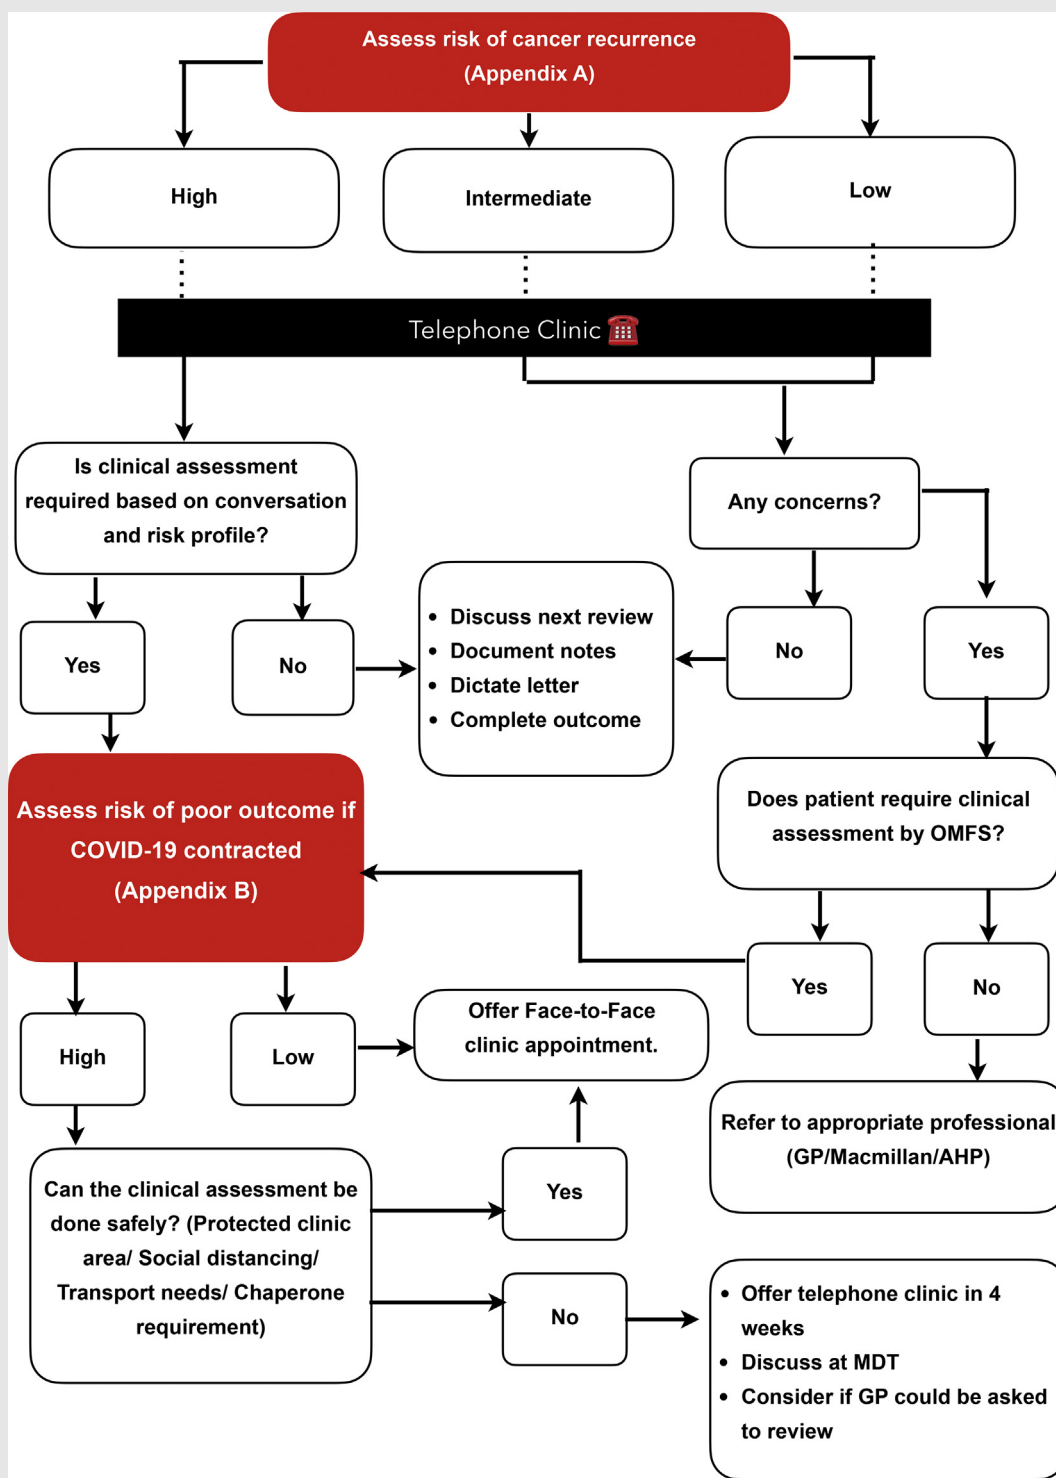 Assess risk of cancer recurrence
(Appendix A)
High
Intermediate
Low
Telephone Clinic
Is clinical assessment
required based on conversation
and risk profile?
Any concerns?
Yes
No
• Discuss next review
• Document notes
• Dictate letter
• Complete outcome
No
Yes
Assess risk of poor outcome if
COVID-19 contracted
(Appendix B)
Does patient require clinical
assessment by OMFS?
Yes
No
High
Low
Offer Face-to-Face
clinic appointment.
Refer to appropriate professional
(GP/Macmillan/AHP)
Can the clinical assessment be
done safely? (Protected clinic
area/ Social distancing/
Transport needs/ Chaperone
requirement)
Yes
No
• Offer telephone clinic in 4
weeks
• Discuss at MDT
• Consider if GP could be asked
to review